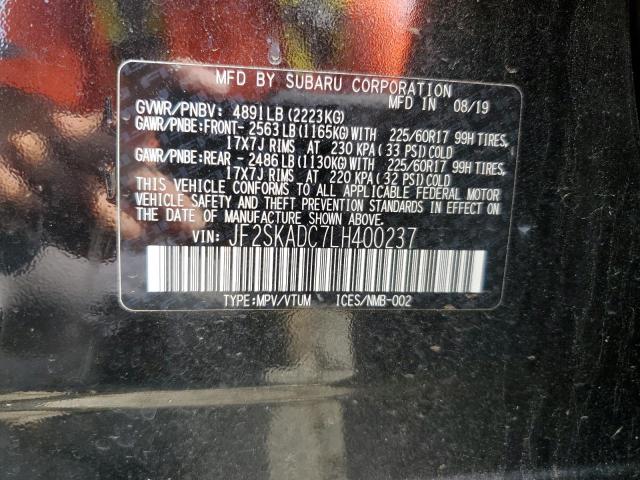 MFD BY SUBARU CORPORATION
GVWR/PNBV: 4891LB (2223KG) MFD IN 08/19
GAWR/PNBE:FRONT- 2563LB(1165KG)WITH 225/60R17 99H TIRES,
17X7J RIMS AT 230 KPA(33 PSI)COLD
GAWR/PNBE:REAR - 2486LB(1130KG)WITH 225/60R17 99H TIRES,
17X7J RIMS AT 220 KPA(32 PSI)COLD
THIS VEHICLE CONFORMS TO ALL APPLICABLE FEDERAL MOTOR
VEHICLE SAFETY AND THEFT PREVENTION STANDARDS IN EFFECT ON
THE DATE OF MANUFACTURE SHOWN ABOVE.
VIN: JF2SKADC7LH400237
TYPE:MPV/VTUM ICES/NMB-002